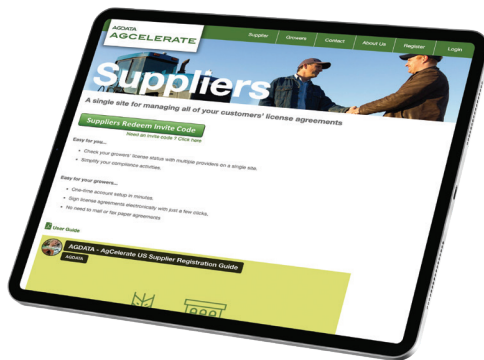 AGDATA
AGCELERATE
Supplier Growers Contact About Us Register Login
Suppliers
A single site for managing all of your customers' license agreements
Suppliers Redeem Invite Code
Need an invite code ? Click here
Easy for you...
Check your growers' license status with multiple providers on a single site.
Simplify your compliance activities.
Easy for your growers...
One-time account setup in minutes.
Sign license agreements electronically with just a few clicks.
No need to mail or fax paper agreements
User Guide
AGDATA - AgCelerate US Supplier Registration Guide
AGDATA